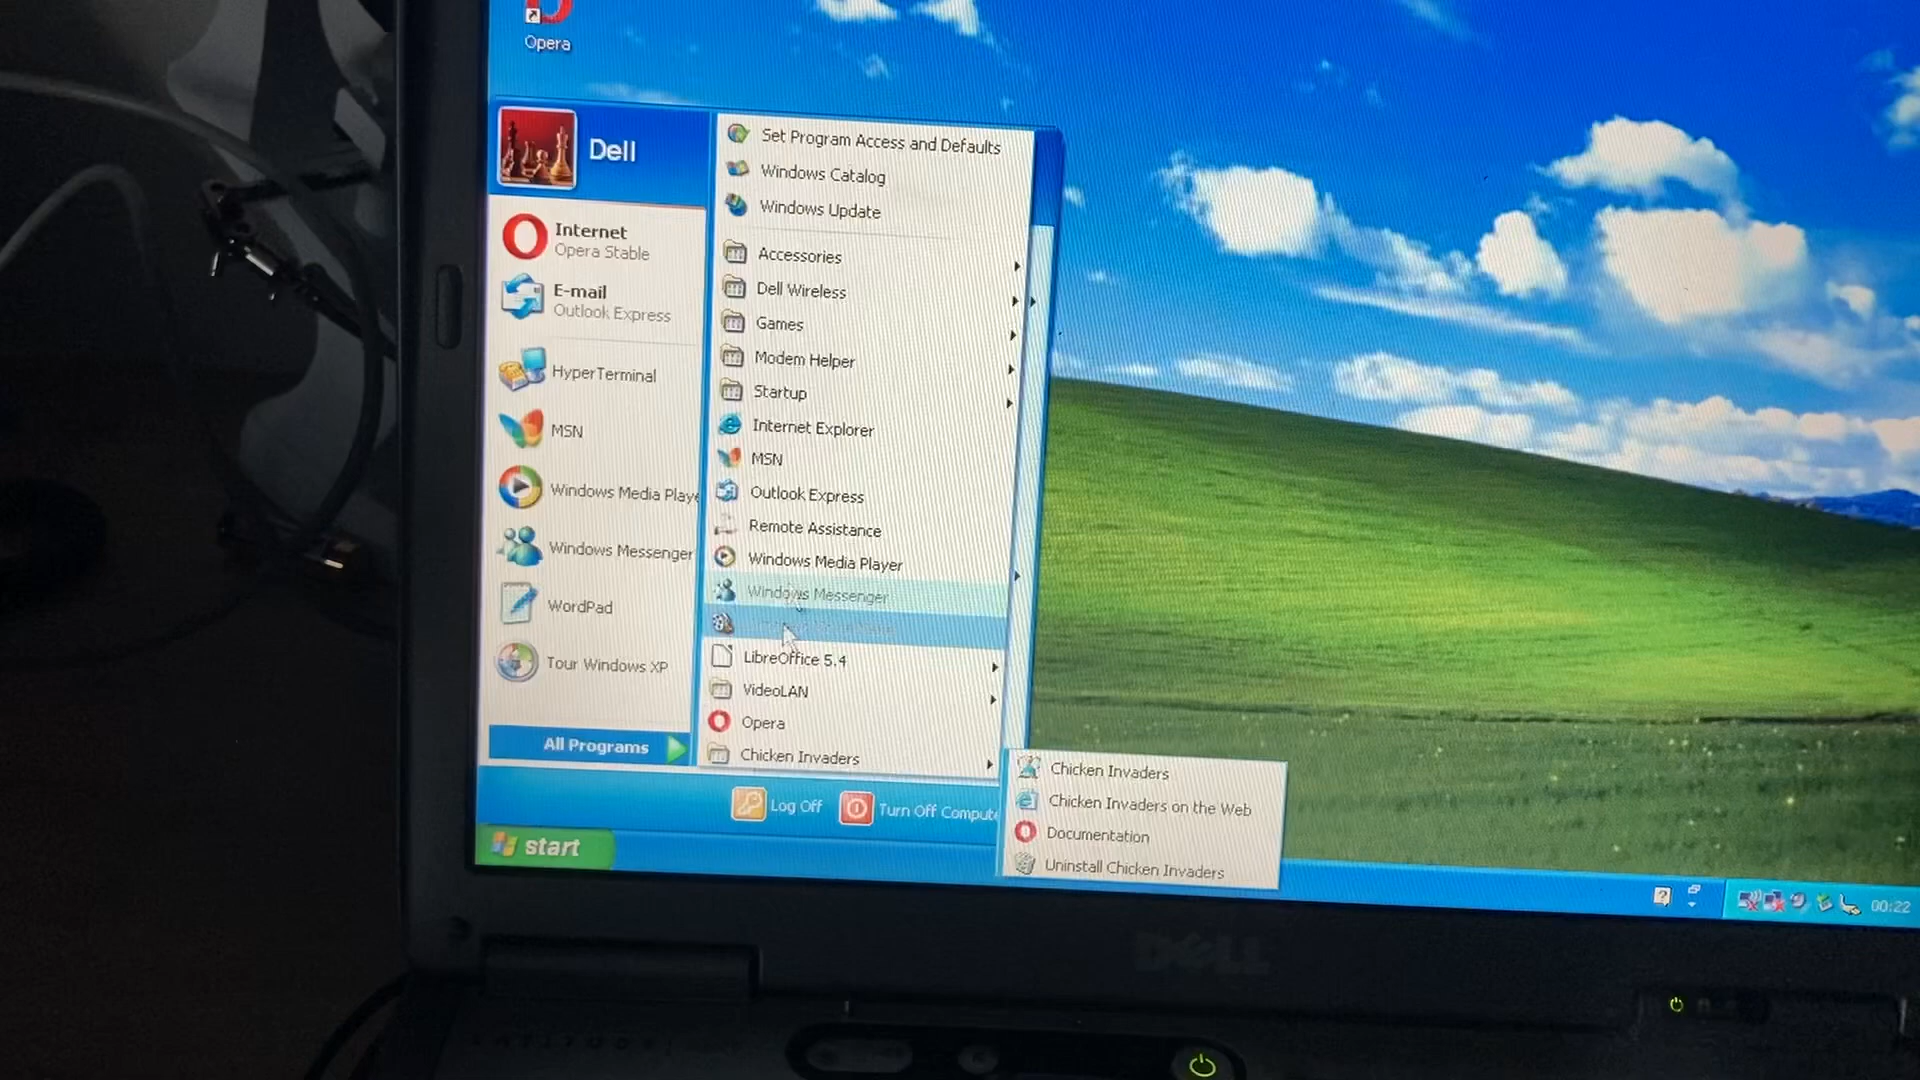 Opera
Dell
Internet
Opera Stable
E-mail
Outlook Express
HyperTerminal
MSN
Windows Media Playe
Windows Messenger
WordPad
Tour Windows XP
All Programs
Set Program Access and Defaults
Windows Catalog
Windows Update
Accessories
Dell Wireless
Games
Modem Helper
Startup
Internet Explorer
MSN
Outlook Express
Remote Assistance
Windows Media Player
Windows Messenger
LibreOffice 5.4
VideoLAN
Opera
Chicken Invaders
Chicken Invaders
Chicken Invaders on the Web
Documentation
Uninstall Chicken Invaders
Log Off
Turn Off Compute
start
00:22
DELL